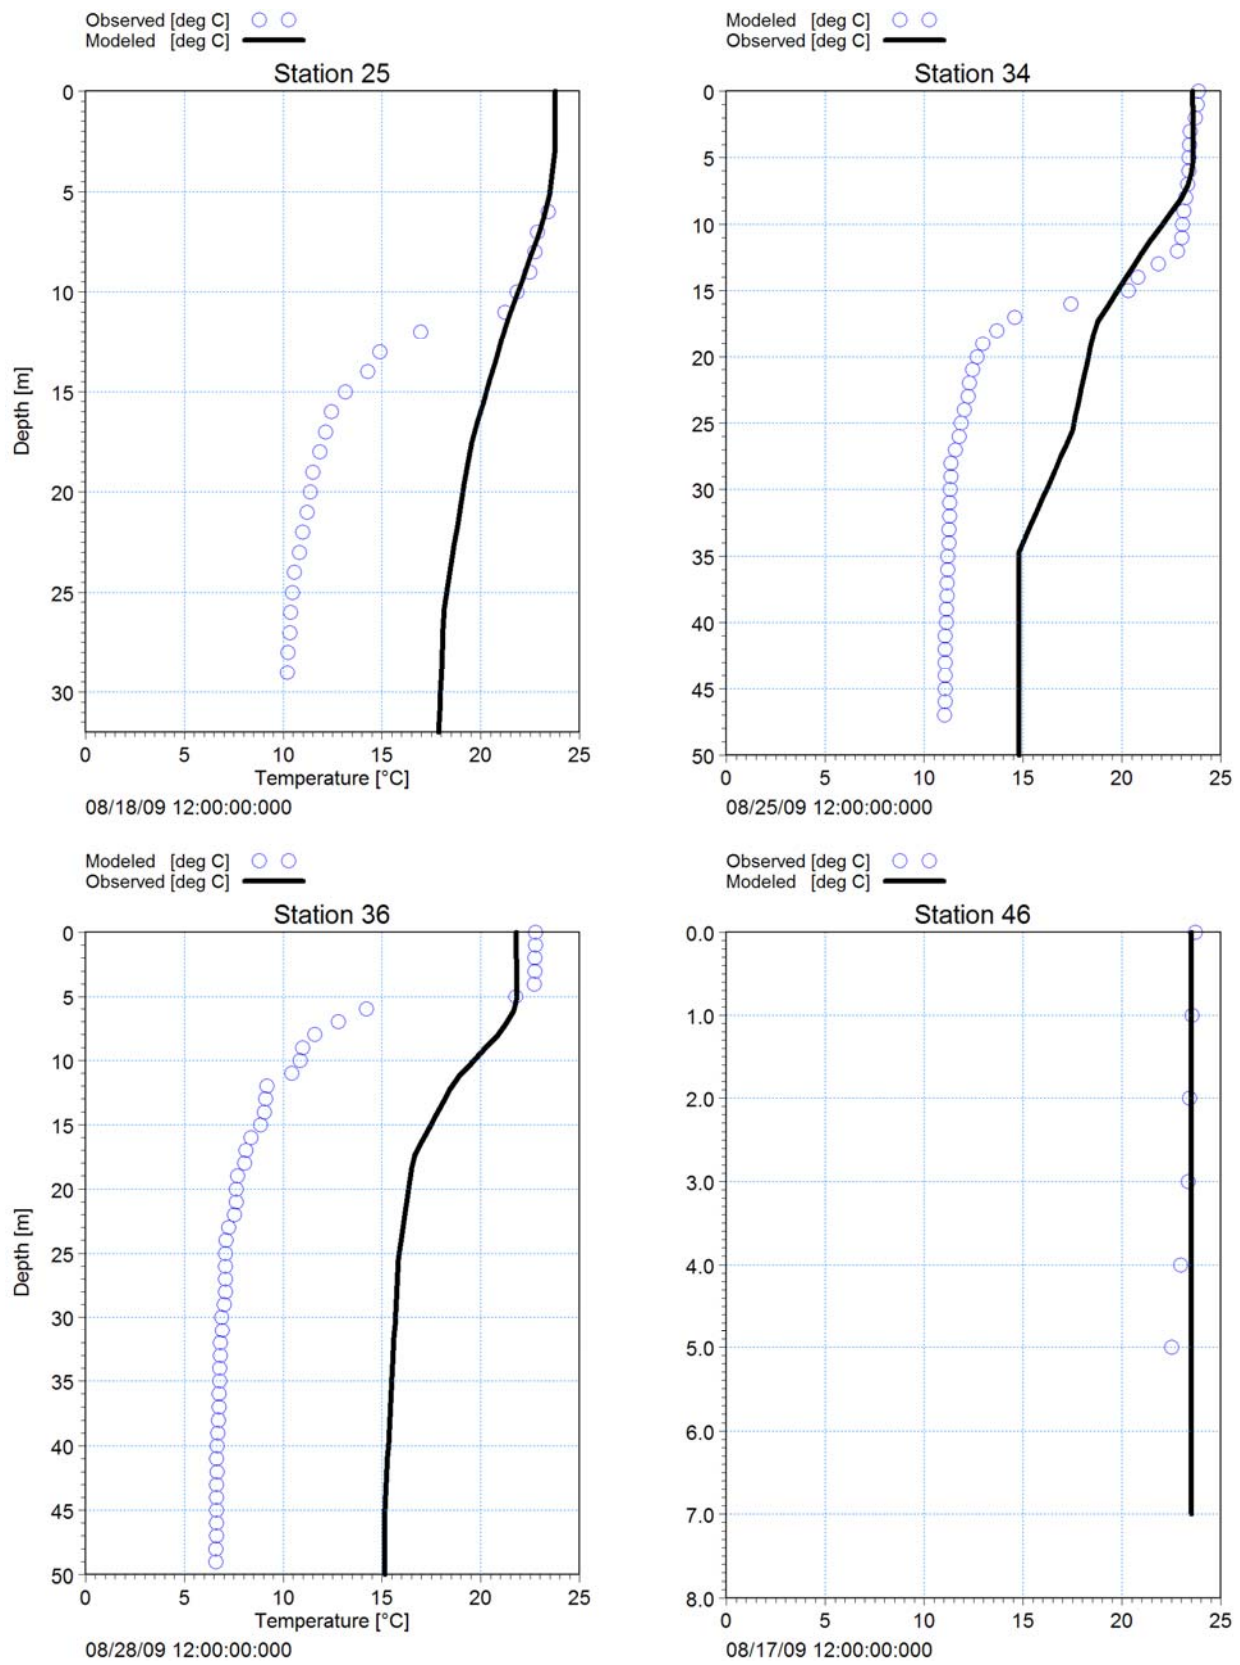 Observed [deg C]
Modeled [deg C]
Station 25
0
5
10
15
20
25
30
Depth [m]
0 5 10 15 20 25
Temperature [°C]
08/18/09 12:00:00:000
Modeled [deg C]
Observed [deg C]
Station 34
0
5
10
15
20
25
30
35
40
45
50
0 5 10 15 20 25
08/25/09 12:00:00:000
Modeled [deg C]
Observed [deg C]
Station 36
0
5
10
15
20
25
30
35
40
45
50
Depth [m]
0 5 10 15 20 25
Temperature [°C]
08/28/09 12:00:00:000
Observed [deg C]
Modeled [deg C]
Station 46
0.0
1.0
2.0
3.0
4.0
5.0
6.0
7.0
8.0
0 5 10 15 20 25
08/17/09 12:00:00:000